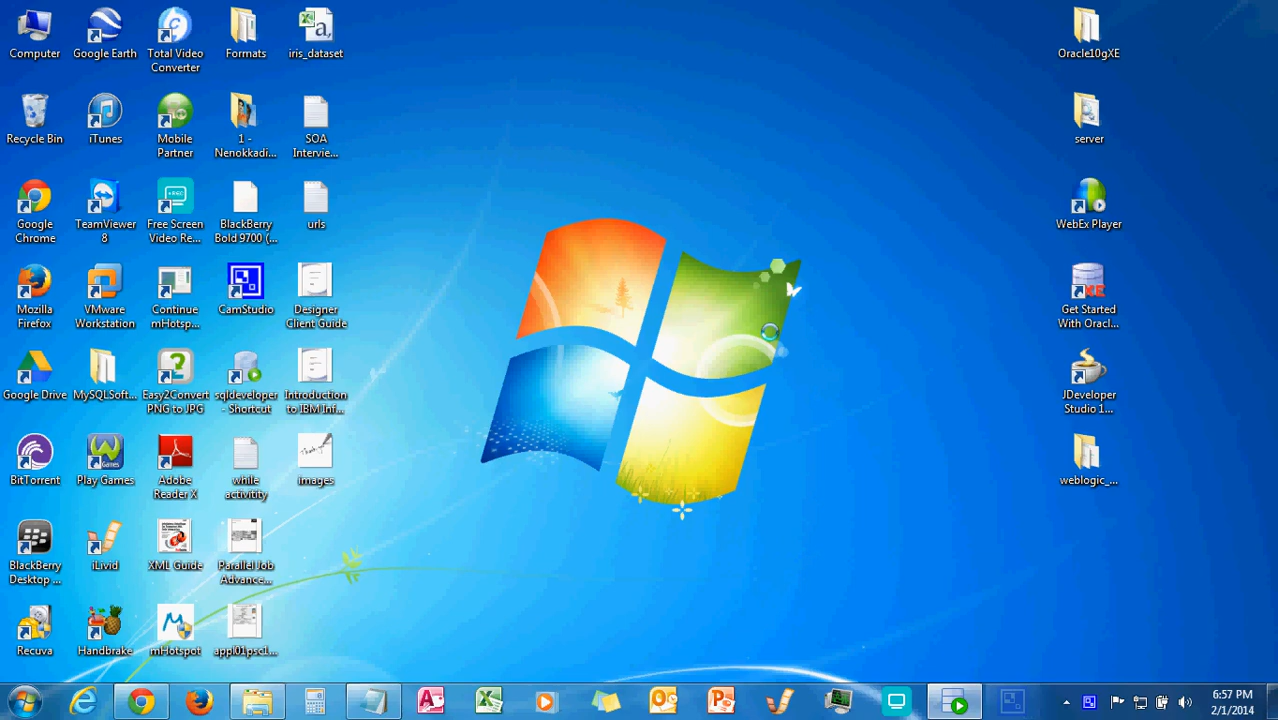 Computer
Google Earth
Total Video
Converter
Formats
iris_dataset
Oracle10gXE
Recycle Bin
iTunes
Mobile
Partner
1 -
Nenokkadi...
SOA
Intervie...
server
Google
Chrome
TeamViewer
8
Free Screen
Video Re...
BlackBerry
Bold 9700 (...
urls
WebEx Player
Mozilla
Firefox
VMware
Workstation
Continue
mHotsp...
CamStudio
Designer
Client Guide
Get Started
With Oracl...
Google Drive
MySQLSoft...
Easy2Convert
PNG to JPG
sqldeveloper
- Shortcut
Introduction
to IBM Inf...
JDeveloper
Studio 1...
BitTorrent
Play Games
Adobe
Reader X
while
activitity
images
weblogic_...
BlackBerry
Desktop ...
iLivid
XML Guide
Parallel Job
Advance...
Recuva
Handbrake
mHotspot
appl01psc1...
6:57 PM
2/1/2014